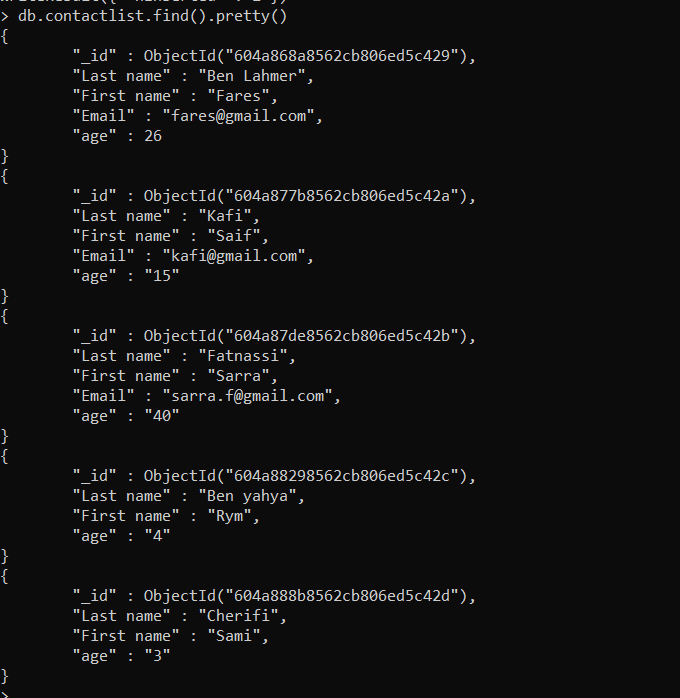 > db.contactlist.find().pretty()
{
"_id" : ObjectId("604a868a8562cb806ed5c429"),
"Last name" : "Ben Lahmer",
"First name" : "Fares",
"Email" : "fares@gmail.com",
"age" : 26
}
{
"_id" : ObjectId("604a877b8562cb806ed5c42a"),
"Last name" : "Kafi",
"First name" : "Saif",
"Email" : "kafi@gmail.com",
"age" : "15"
}
{
"_id" : ObjectId("604a87de8562cb806ed5c42b"),
"Last name" : "Fatnassi",
"First name" : "Sarra",
"Email" : "sarra.f@gmail.com",
"age" : "40"
}
{
"_id" : ObjectId("604a88298562cb806ed5c42c"),
"Last name" : "Ben yahya",
"First name" : "Rym",
"age" : "4"
}
{
"_id" : ObjectId("604a888b8562cb806ed5c42d"),
"Last name" : "Cherifi",
"First name" : "Sami",
"age" : "3"
}
>